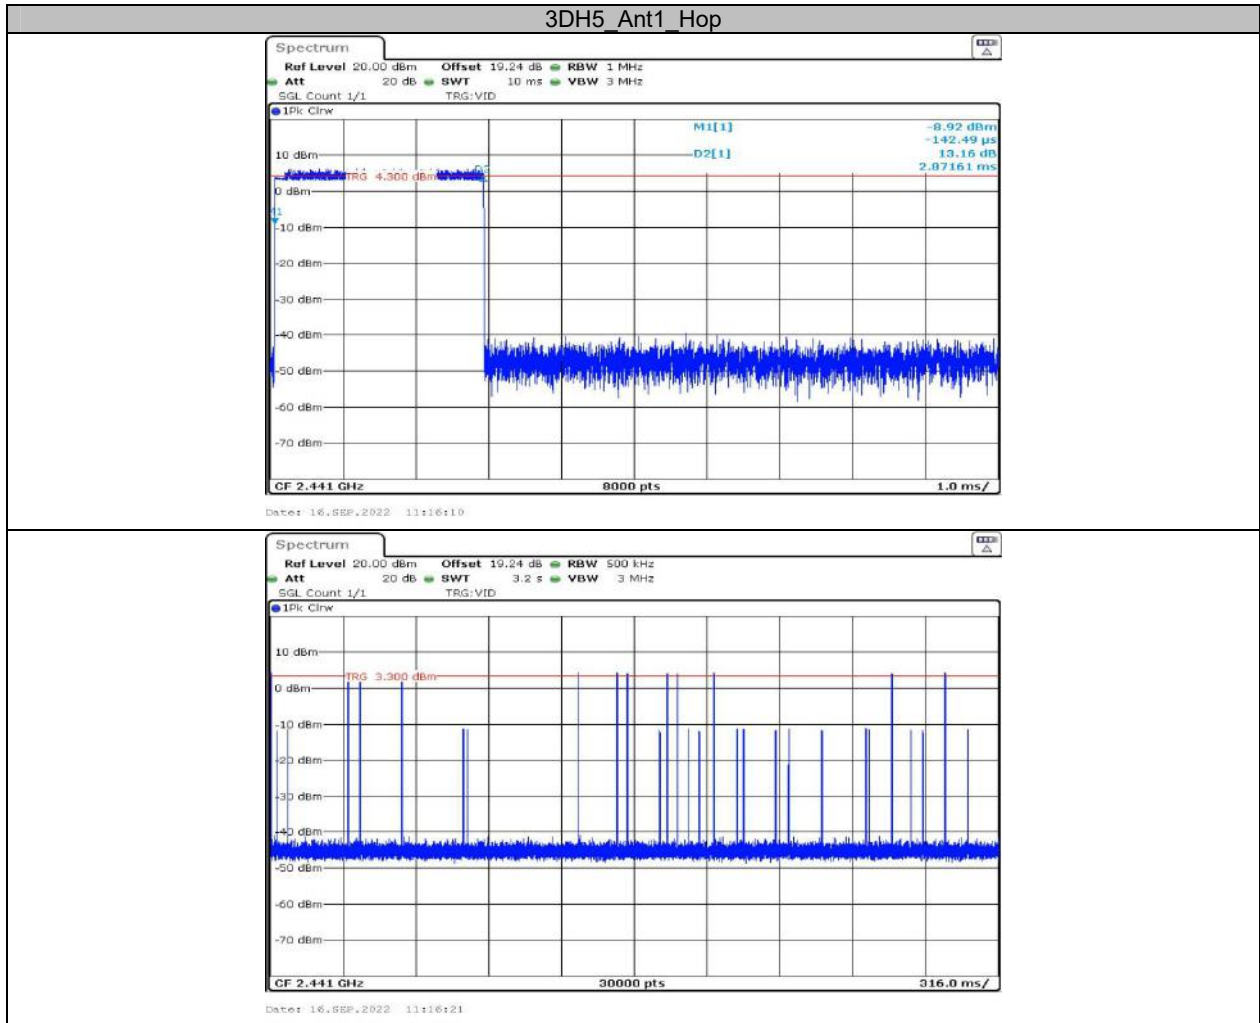 3DH5_Ant1_Hop
Spectrum
Ref Level 20.00 dBm Offset 19.24 dB RBW 1 MHz
Att 20 dB SWT 10 ms VBW 3 MHz
SGL Count 1/1 TRG:VID
1Pk Clrw
M1[1] -8.92 dBm
-142.49 µs
D2[1] 13.16 dB
2.87161 ms
10 dBm
TRG 4.300 dBm
0 dBm
-10 dBm
-20 dBm
-30 dBm
-40 dBm
-50 dBm
-60 dBm
-70 dBm
CF 2.441 GHz 8000 pts 1.0 ms/
Date: 16.SEP.2022 11:16:10
Spectrum
Ref Level 20.00 dBm Offset 19.24 dB RBW 500 kHz
Att 20 dB SWT 3.2 s VBW 3 MHz
SGL Count 1/1 TRG:VID
1Pk Clrw
10 dBm
TRG 3.300 dBm
0 dBm
-10 dBm
-20 dBm
-30 dBm
-40 dBm
-50 dBm
-60 dBm
-70 dBm
CF 2.441 GHz 30000 pts 316.0 ms/
Date: 16.SEP.2022 11:16:21